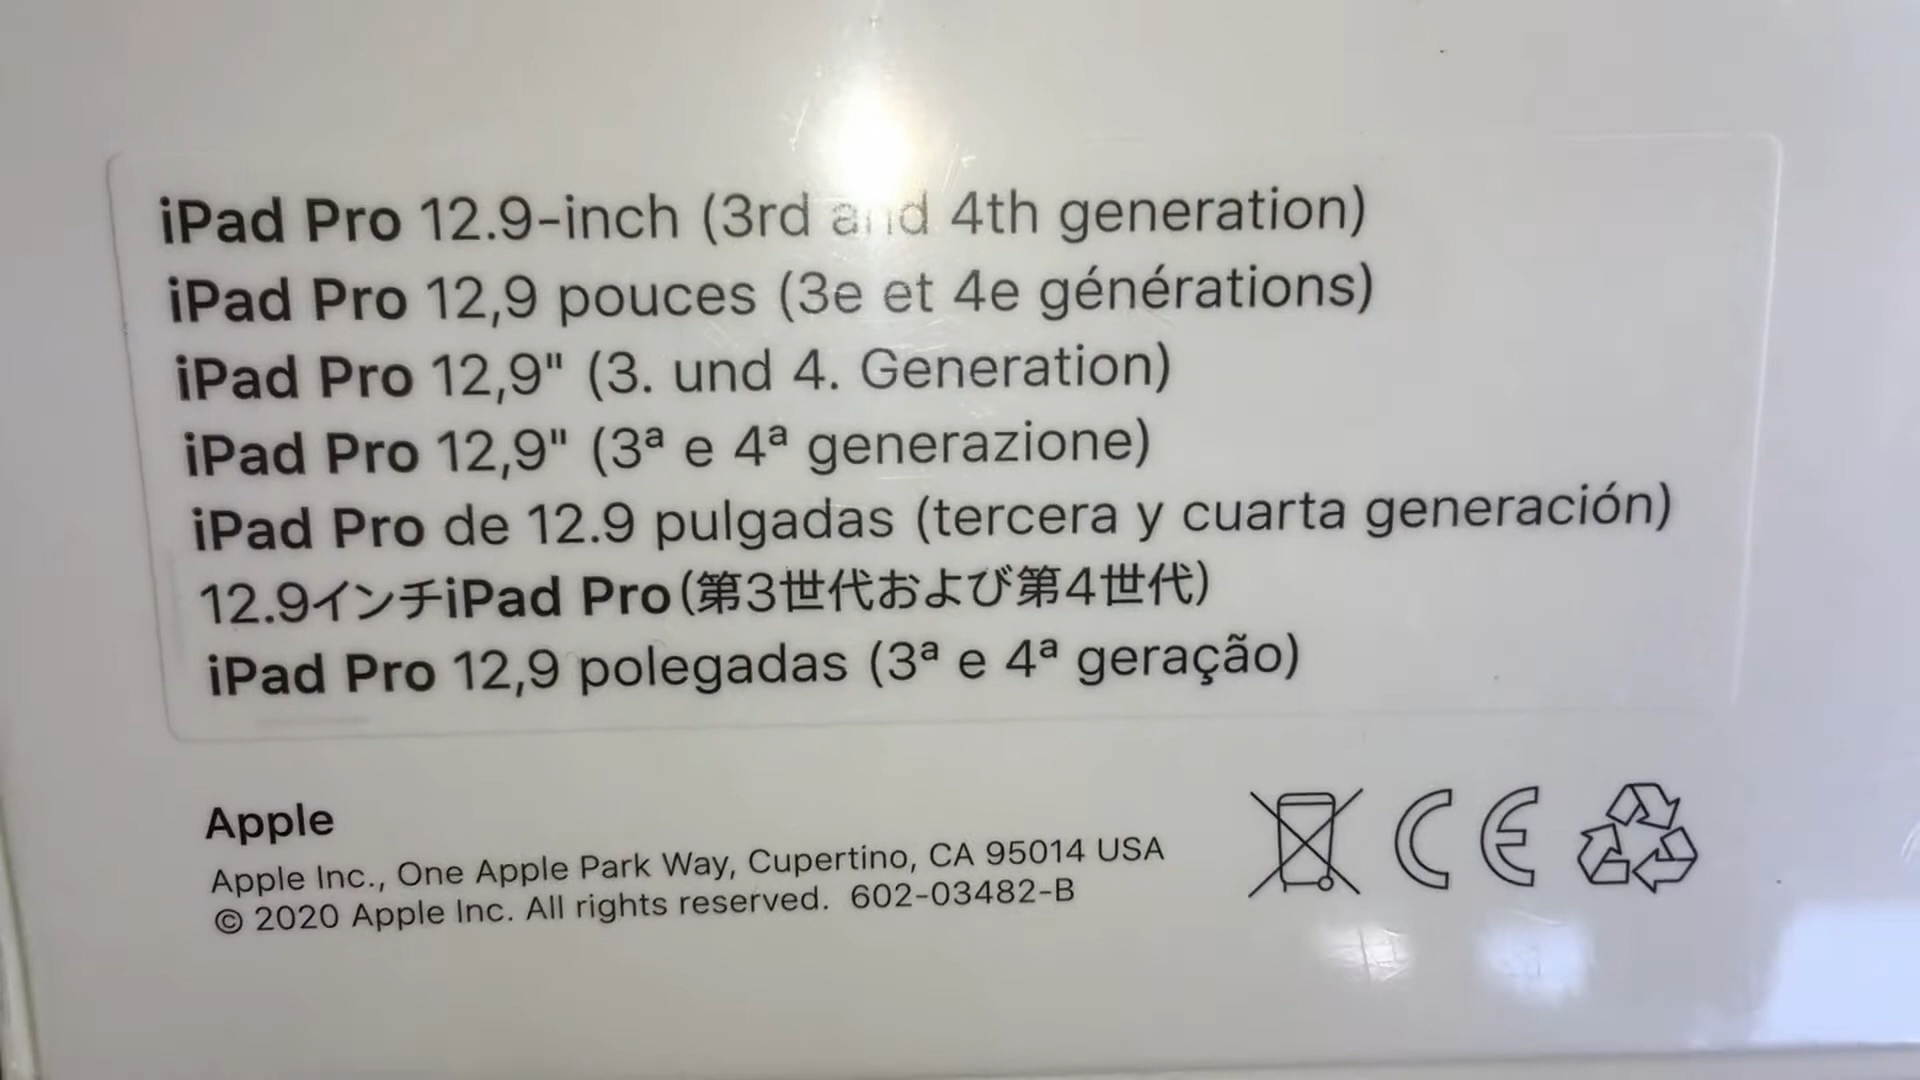 iPad Pro 12.9-inch (3rd and 4th generation)
iPad Pro 12,9 pouces (3e et 4e générations)
iPad Pro 12,9" (3. und 4. Generation)
iPad Pro 12,9" (3ª e 4ª generazione)
iPad Pro de 12.9 pulgadas (tercera y cuarta generación)
12.9インチiPad Pro(第3世代および第4世代)
iPad Pro 12,9 polegadas (3ª e 4ª geração)
Apple
Apple Inc., One Apple Park Way, Cupertino, CA 95014 USA
© 2020 Apple Inc. All rights reserved. 602-03482-B
CE